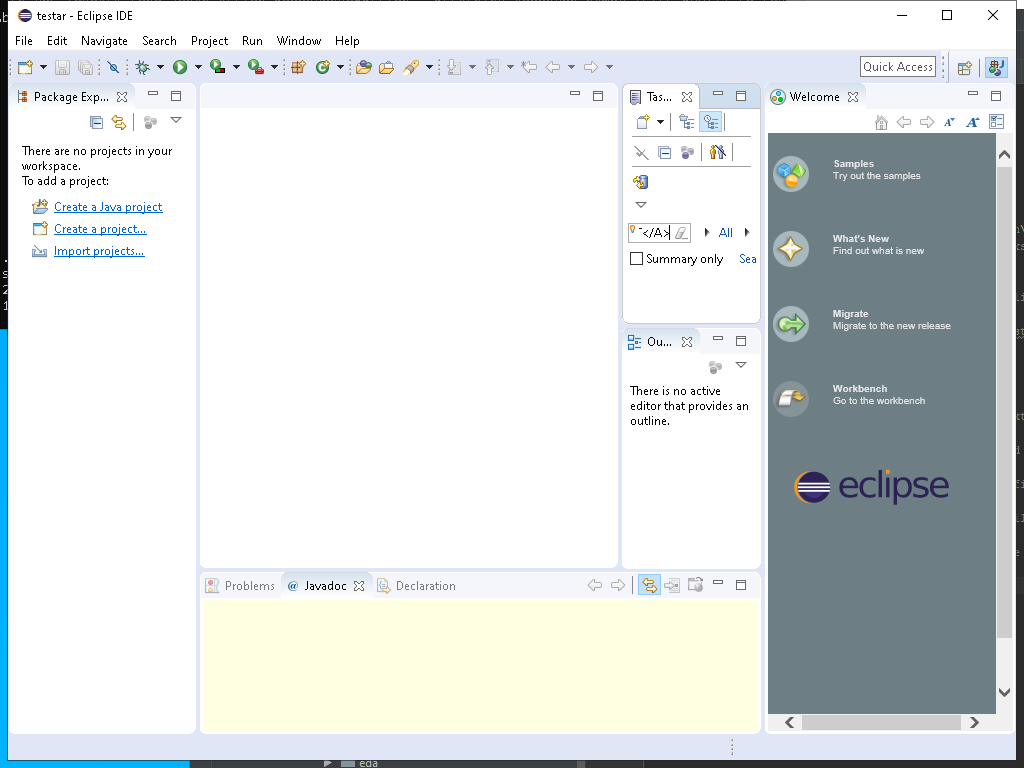 testar - Eclipse IDE
File Edit Navigate Search Project Run Window Help
Quick Access
Package Exp...
There are no projects in your
workspace.
To add a project:
Create a Java project
Create a project...
Import projects...
Tas...
</A>
All
Summary only
Sea
Ou...
There is no active
editor that provides an
outline.
Welcome
Samples
Try out the samples
What's New
Find out what is new
Migrate
Migrate to the new release
Workbench
Go to the workbench
eclipse
Problems
@ Javadoc
Declaration
eda